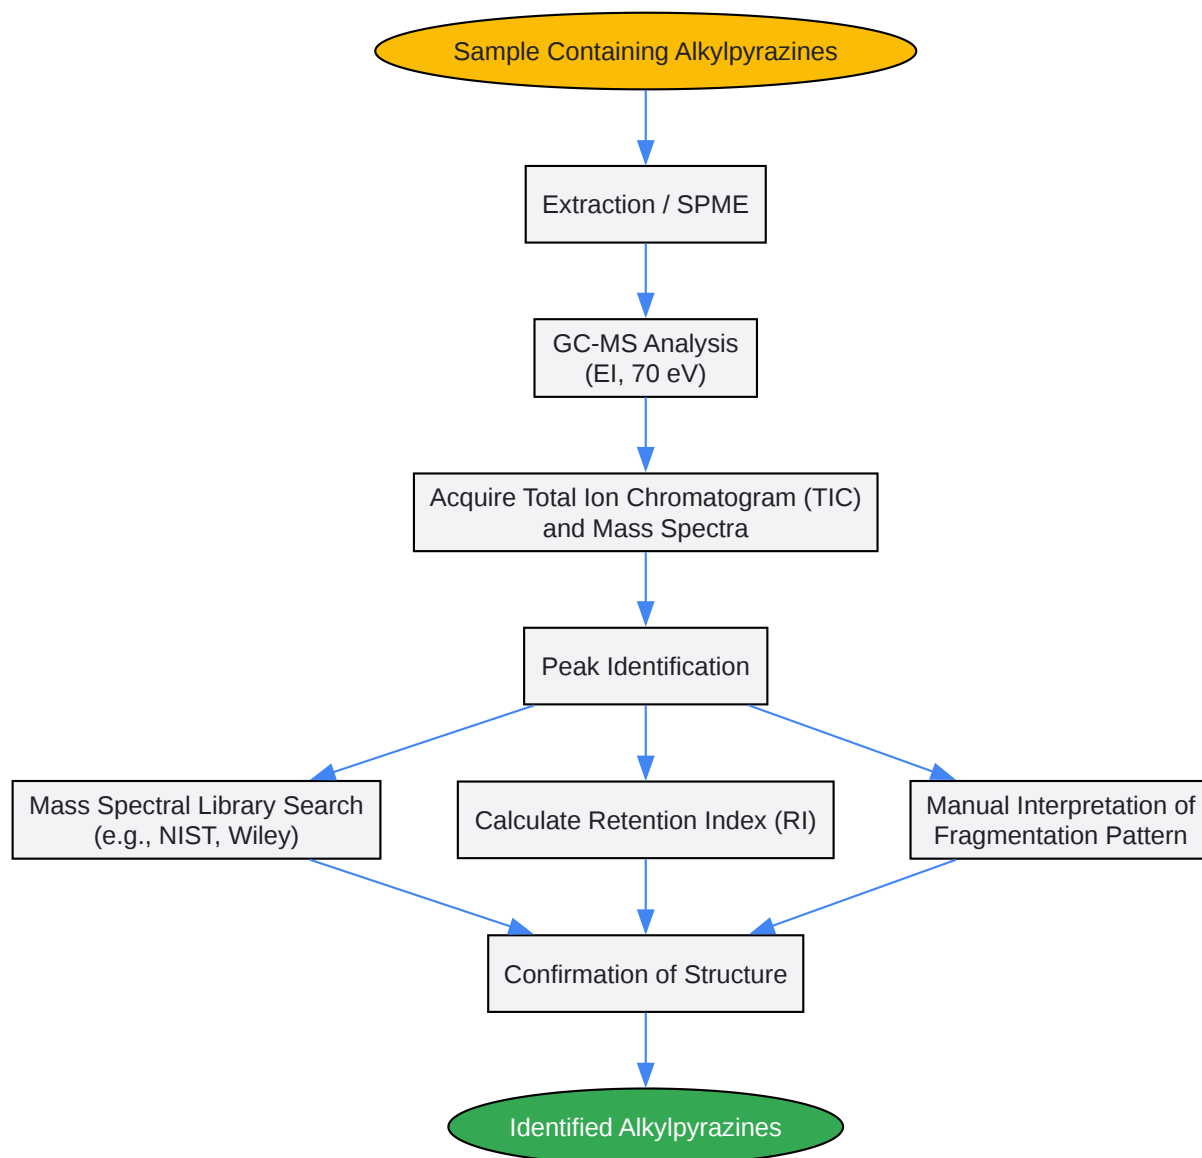 Sample Containing Alkylpyrazines
Extraction / SPME
GC-MS Analysis
(EI, 70 eV)
Acquire Total Ion Chromatogram (TIC)
and Mass Spectra
Peak Identification
Mass Spectral Library Search
(e.g., NIST, Wiley)
Calculate Retention Index (RI)
Manual Interpretation of
Fragmentation Pattern
Confirmation of Structure
Identified Alkylpyrazines